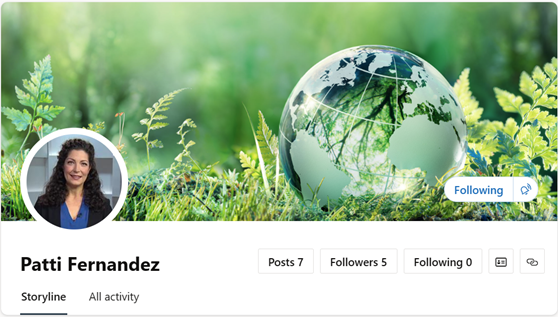 Following
Patti Fernandez
Posts 7
Followers 5
Following 0
Storyline
All activity